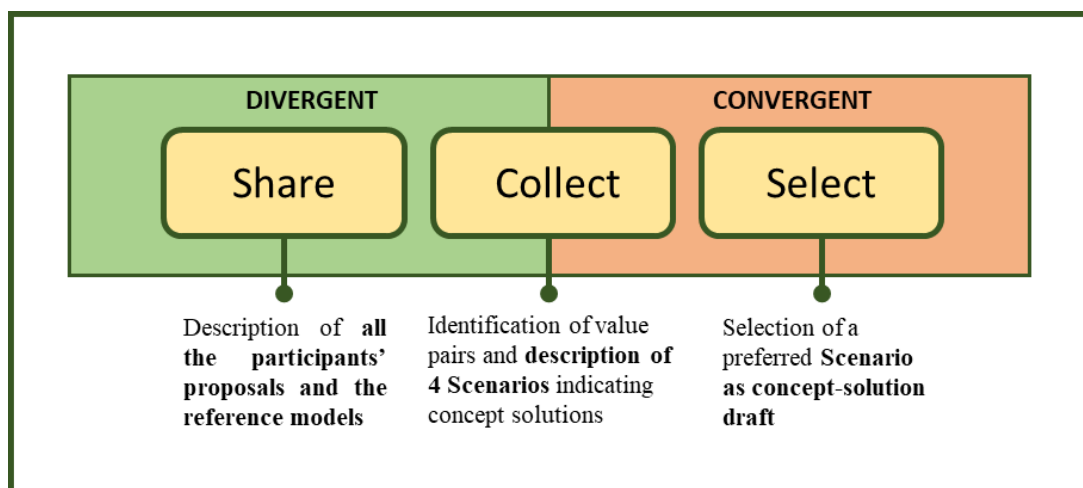 DIVERGENT
CONVERGENT
Share
Collect
Select
Description of all
the participants’
proposals and the
reference models
Identification of value
pairs and description of
4 Scenarios indicating
concept solutions
Selection of a
preferred Scenario
as concept-solution
draft